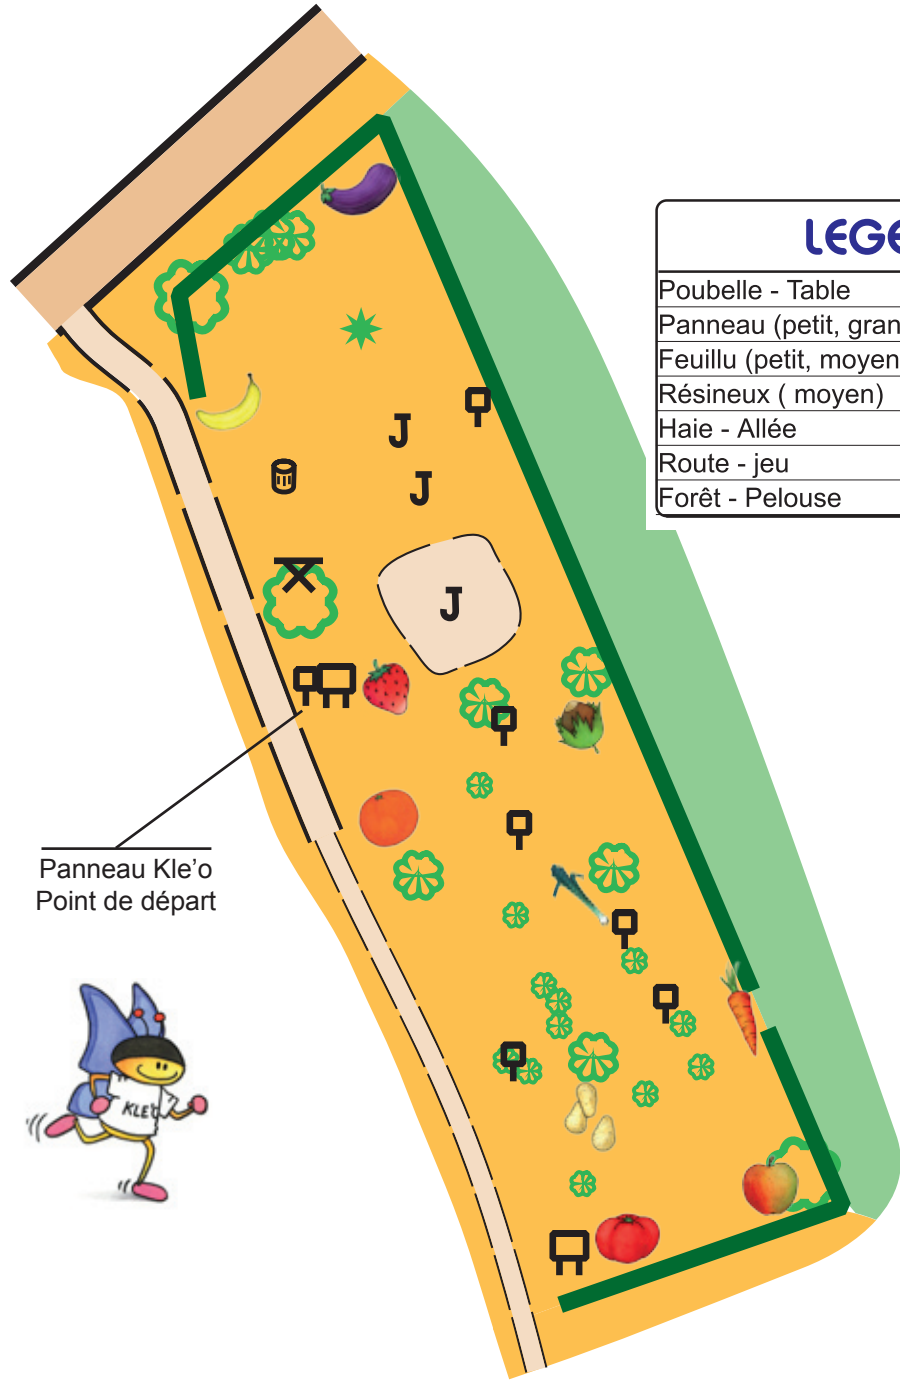 LEGE
Poubelle - Table
Panneau (petit, gran
Feuillu (petit, moyen
Résineux ( moyen)
Haie - Allée
Route - jeu
Forêt - Pelouse
J
J
J
Panneau Kle'o
Point de départ
KLE'O